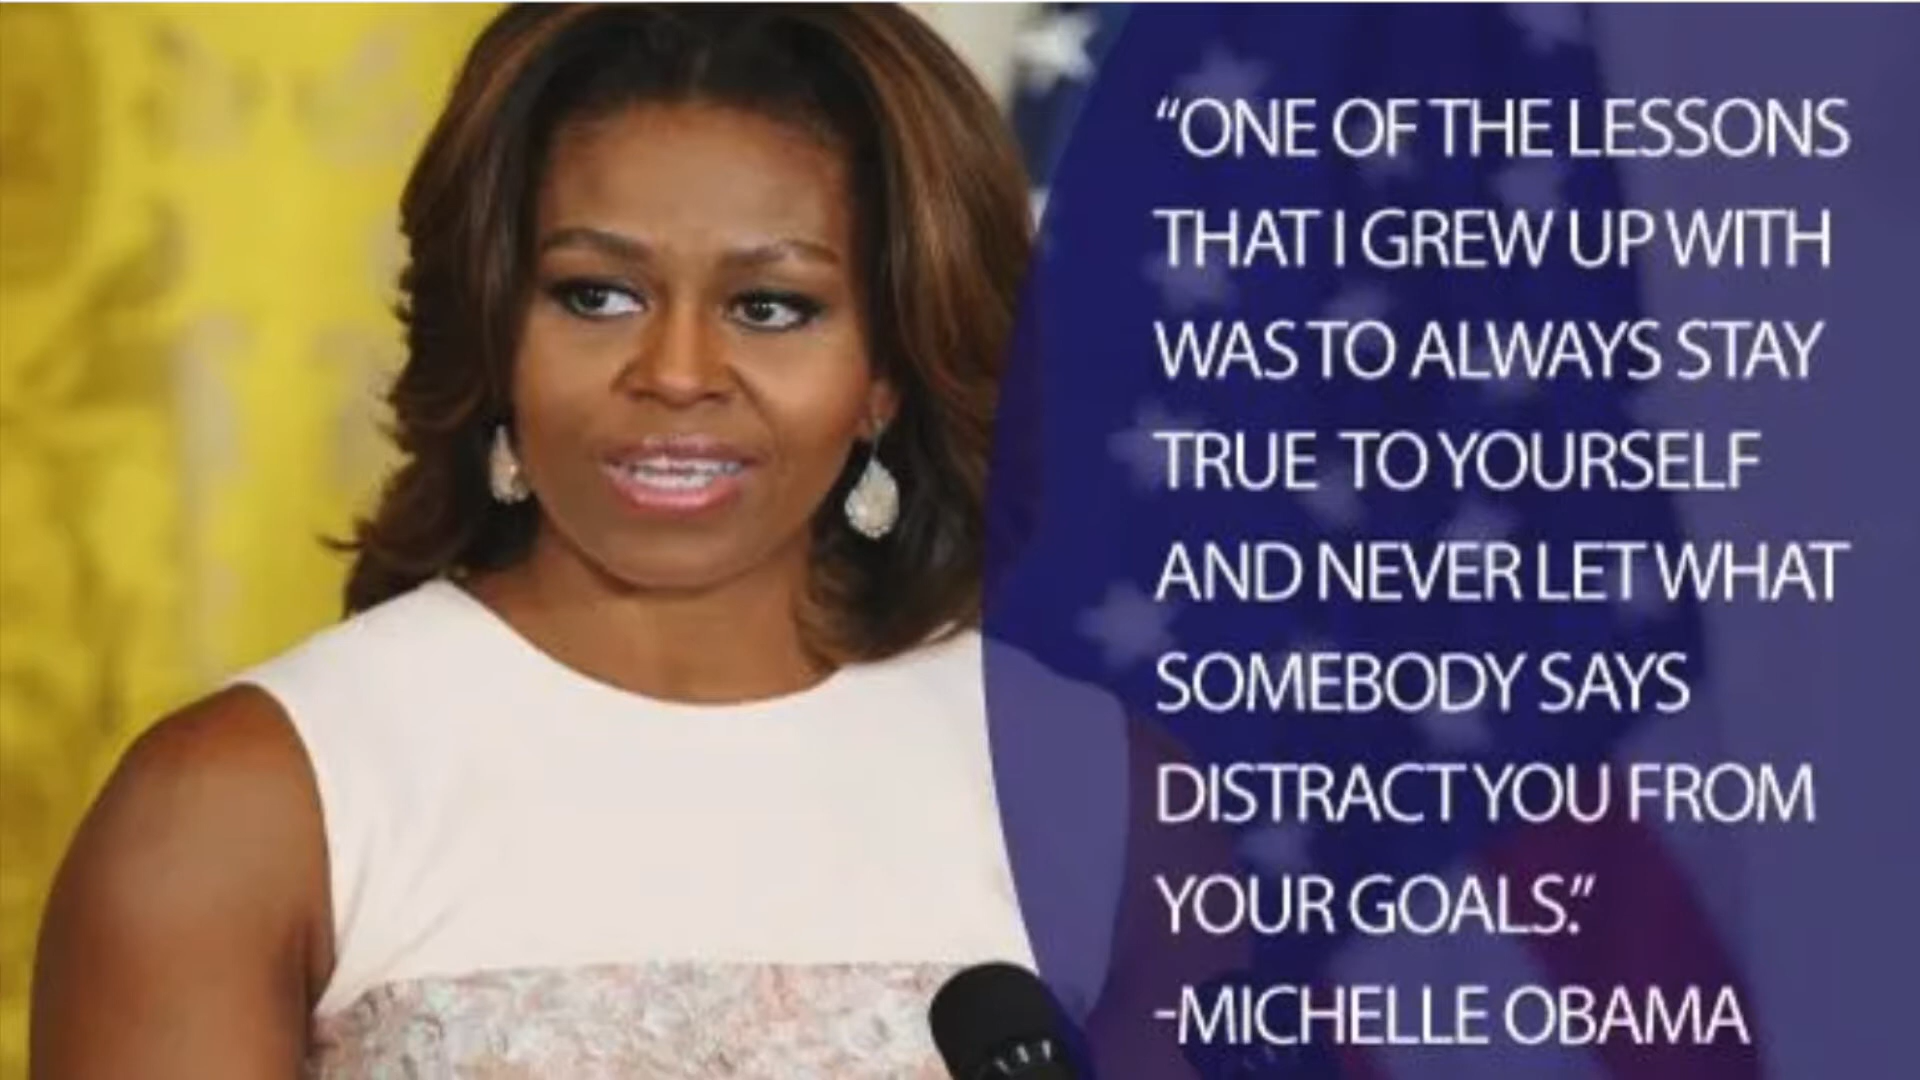 “ONE OF THE LESSONS
THAT I GREW UP WITH
WAS TO ALWAYS STAY
TRUE TO YOURSELF
AND NEVER LET WHAT
SOMEBODY SAYS
DISTRACT YOU FROM
YOUR GOALS.”
-MICHELLE OBAMA